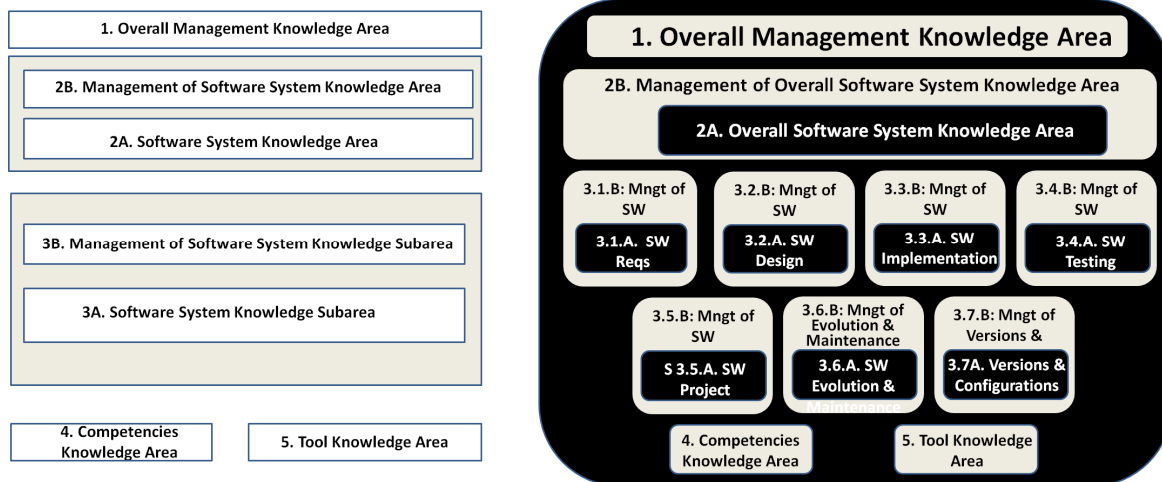 1. Overall Management Knowledge Area
2B. Management of Software System Knowledge Area
2A. Software System Knowledge Area
3B. Management of Software System Knowledge Subarea
3A. Software System Knowledge Subarea
4. Competencies
Knowledge Area
5. Tool Knowledge Area
1. Overall Management Knowledge Area
2B. Management of Overall Software System Knowledge Area
2A. Overall Software System Knowledge Area
3.1.B: Mngt of
SW
3.1.A. SW
Reqs
3.2.B: Mngt of
SW
3.2.A. SW
Design
3.3.B: Mngt of
SW
3.3.A. SW
Implementation
3.4.B: Mngt of
SW
3.4.A. SW
Testing
3.5.B: Mngt of
SW
S 3.5.A. SW
Project
3.6.B: Mngt of
Evolution &
Maintenance
3.6.A. SW
Evolution &
Maintenance
3.7.B: Mngt of
Versions &
3.7A. Versions &
Configurations
4. Competencies
Knowledge Area
5. Tool Knowledge
Area